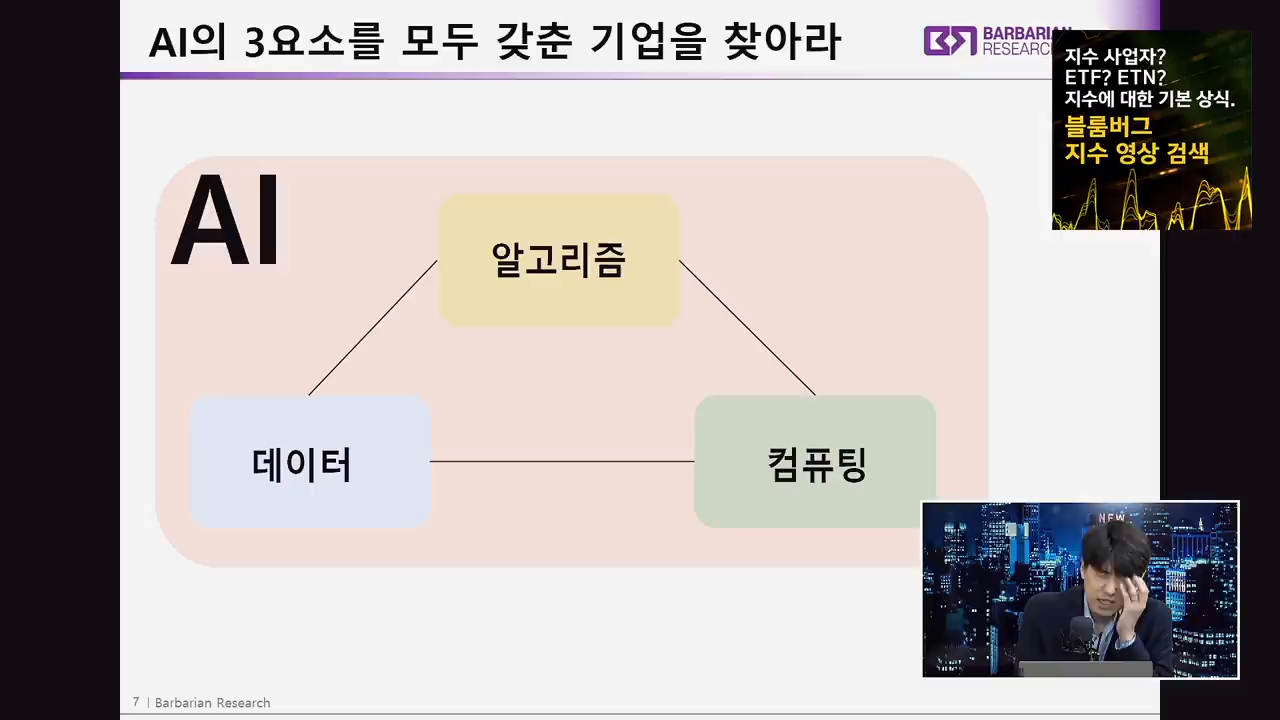 AI의 3요소를 모두 갖춘 기업을 찾아라
BARBARIAN
RESEARCH
지수 사업자?
ETF? ETN?
지수에 대한 기본 상식.
블룸버그
지수 영상 검색
AI
알고리즘
데이터
컴퓨팅
NEW
7 | Barbarian Research